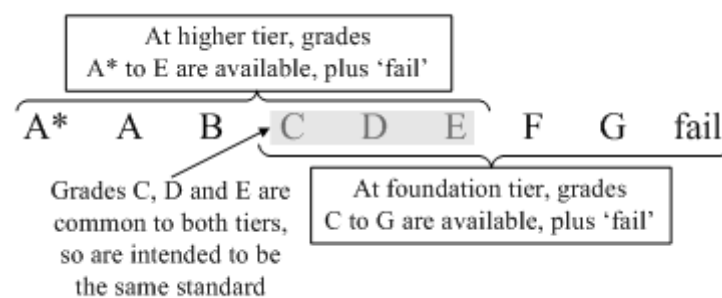 At higher tier, grades
A* to E are available, plus ‘fail’
A* A B C D E F G fail
Grades C, D and E are
common to both tiers,
so are intended to be
the same standard
At foundation tier, grades
C to G are available, plus ‘fail’